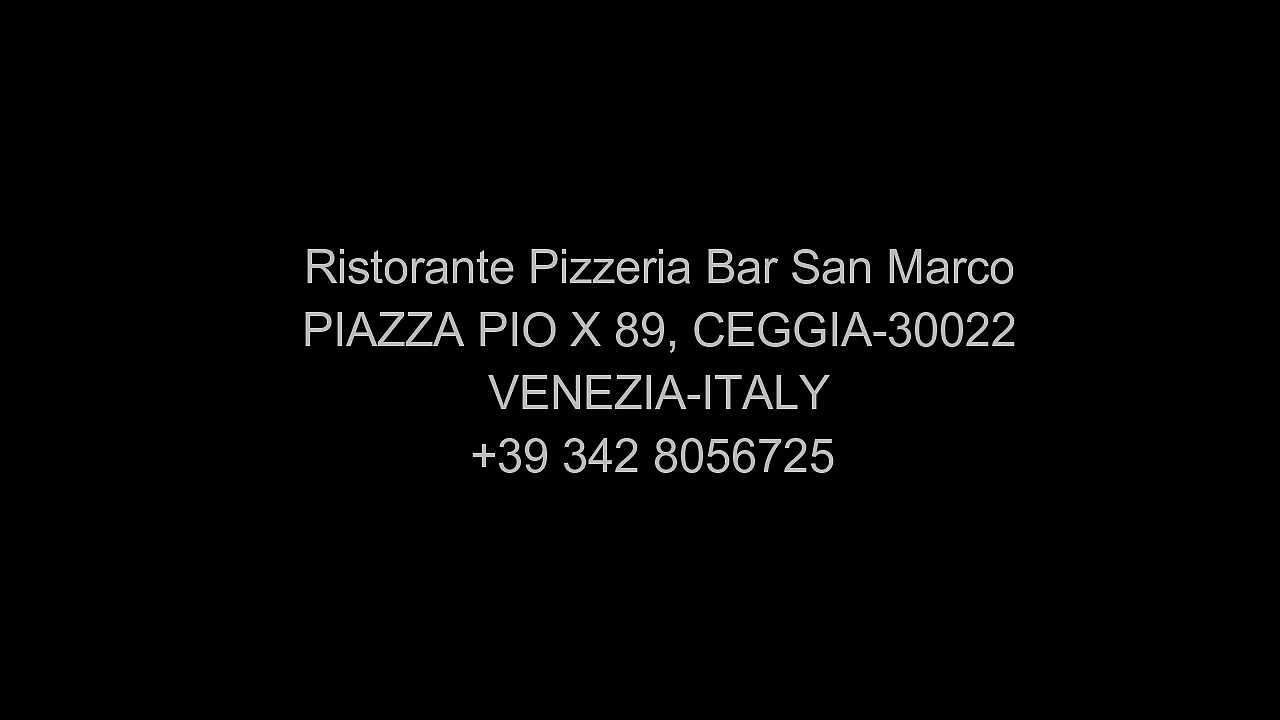 Ristorante Pizzeria Bar San Marco
PIAZZA PIO X 89, CEGGIA-30022
VENEZIA-ITALY
+39 342 8056725